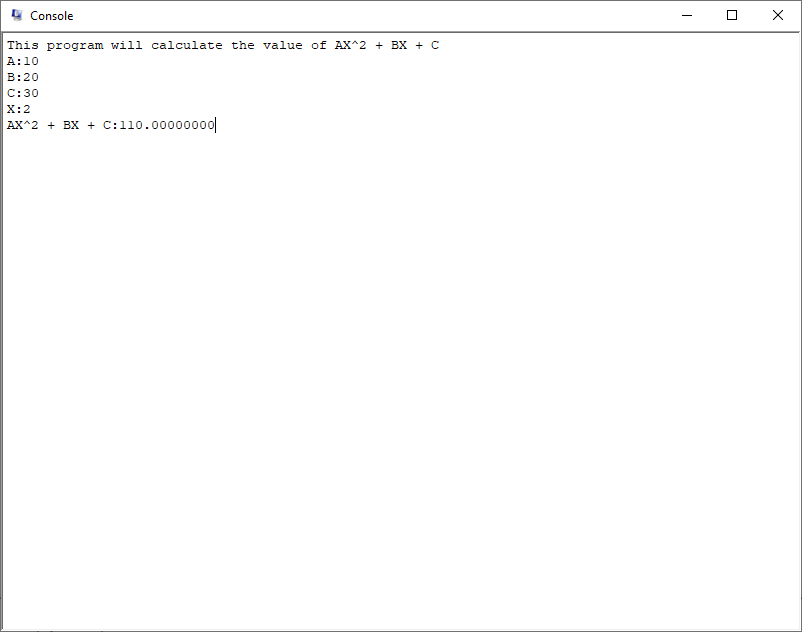 Console
This program will calculate the value of AX^2 + BX + C
A:10
B:20
C:30
X:2
AX^2 + BX + C:110.00000000